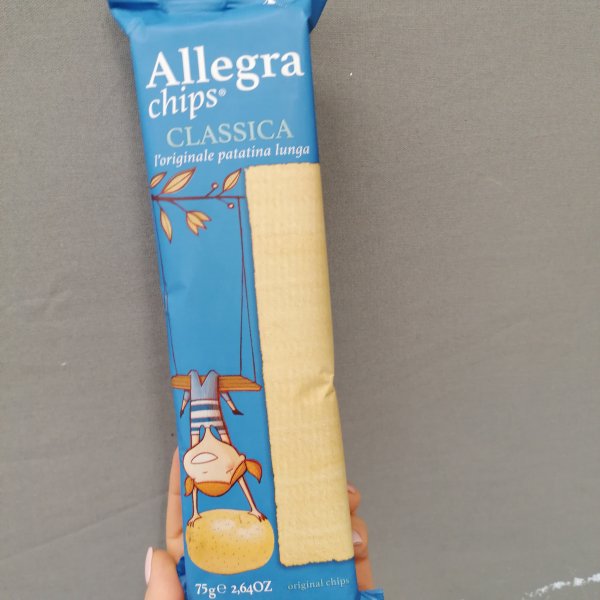 Allegra
chips®
CLASSICA
l'originale patatina lunga
75g℮ 2,64OZ
original chips